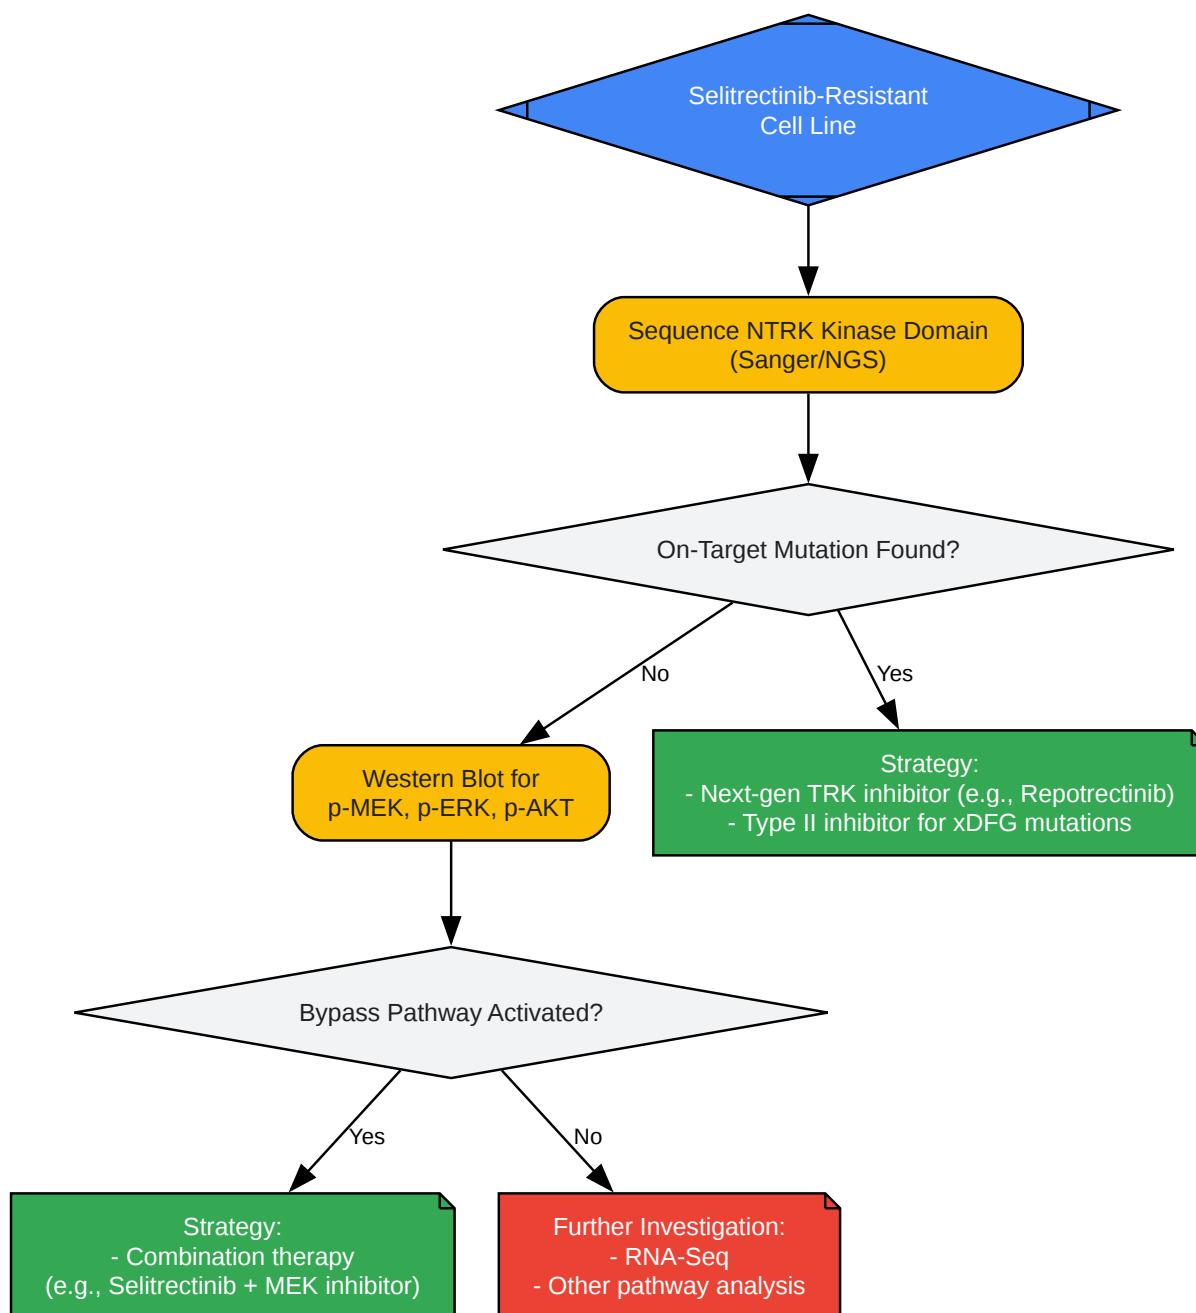 Selitrectinib-Resistant
Cell Line
Sequence NTRK Kinase Domain
(Sanger/NGS)
On-Target Mutation Found?
No
Yes
Western Blot for
p-MEK, p-ERK, p-AKT
Strategy:
- Next-gen TRK inhibitor (e.g., Repotrectinib)
- Type II inhibitor for xDFG mutations
Bypass Pathway Activated?
Yes
No
Strategy:
- Combination therapy
(e.g., Selitrectinib + MEK inhibitor)
Further Investigation:
- RNA-Seq
- Other pathway analysis